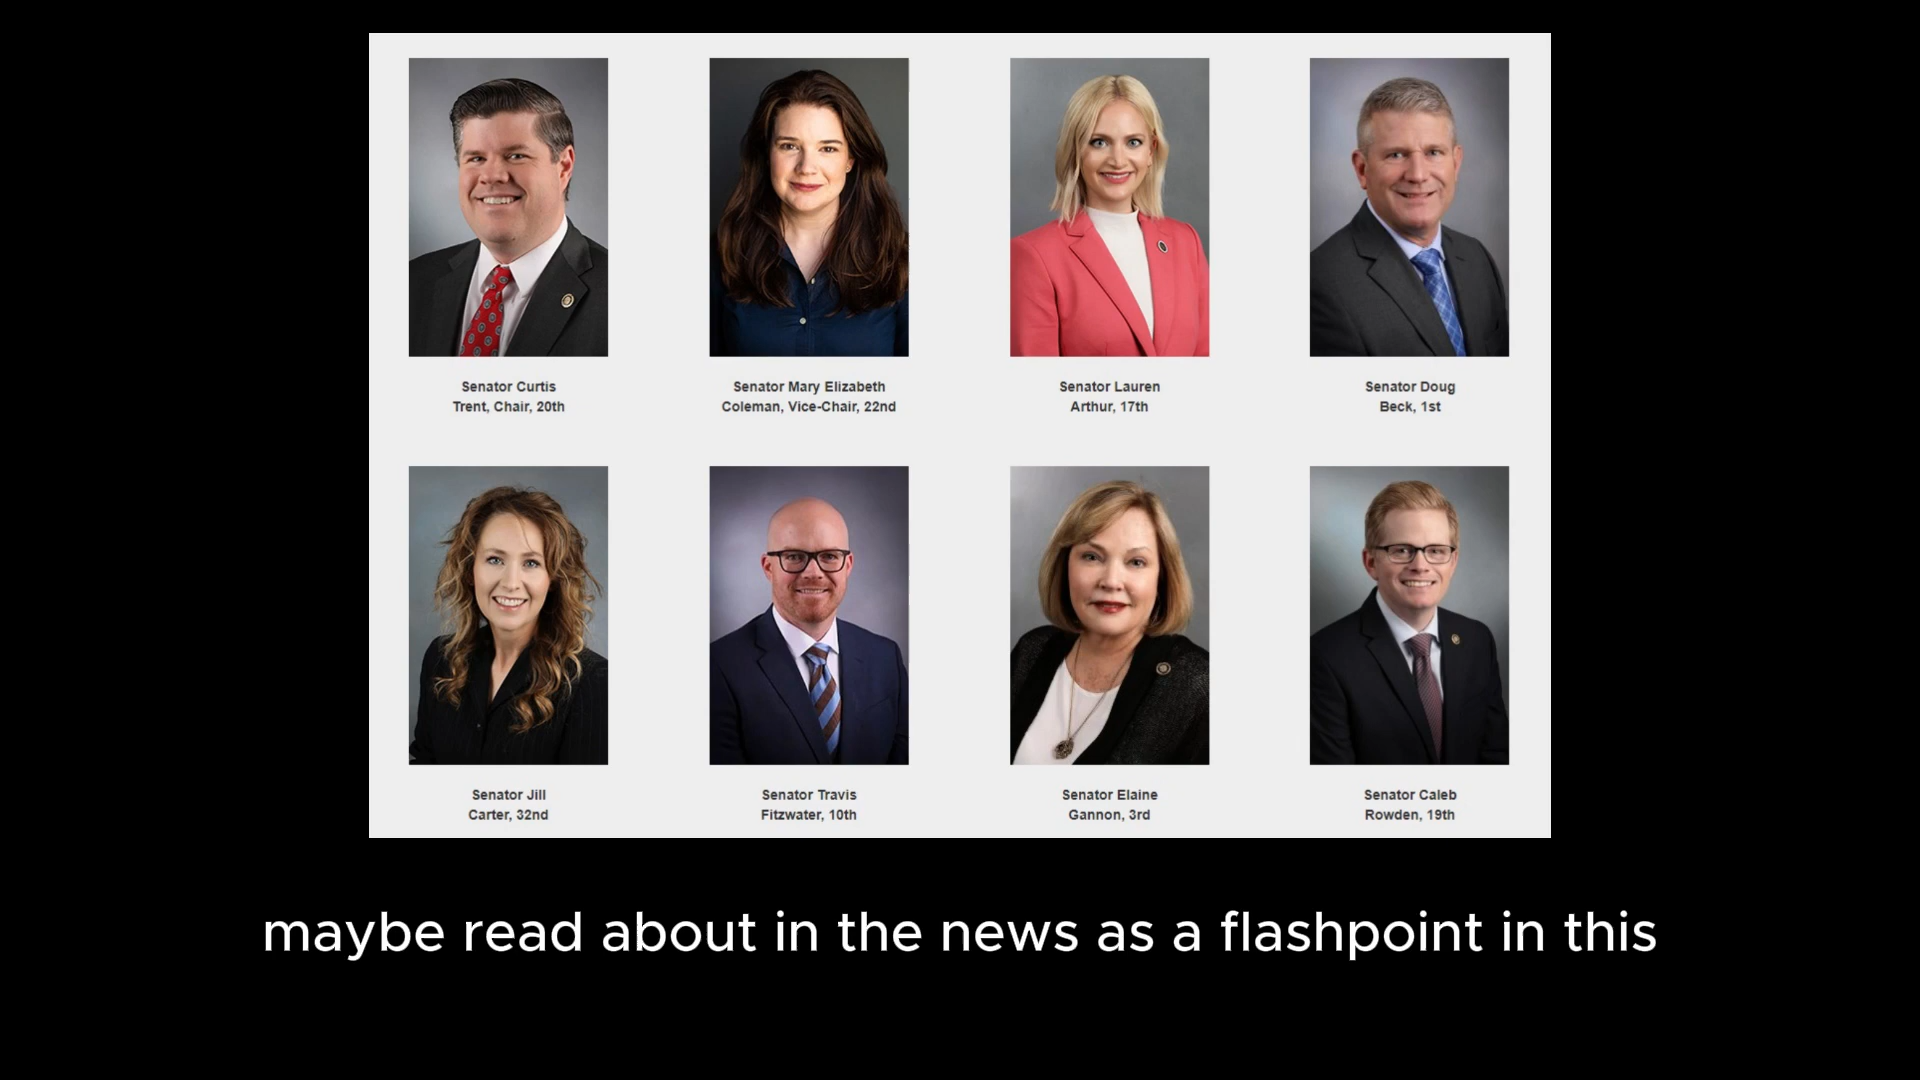 Senator Curtis
Trent, Chair, 20th
Senator Mary Elizabeth
Coleman, Vice-Chair, 22nd
Senator Lauren
Arthur, 17th
Senator Doug
Beck, 1st
Senator Jill
Carter, 32nd
Senator Travis
Fitzwater, 10th
Senator Elaine
Gannon, 3rd
Senator Caleb
Rowden, 19th
maybe read about in the news as a flashpoint in this